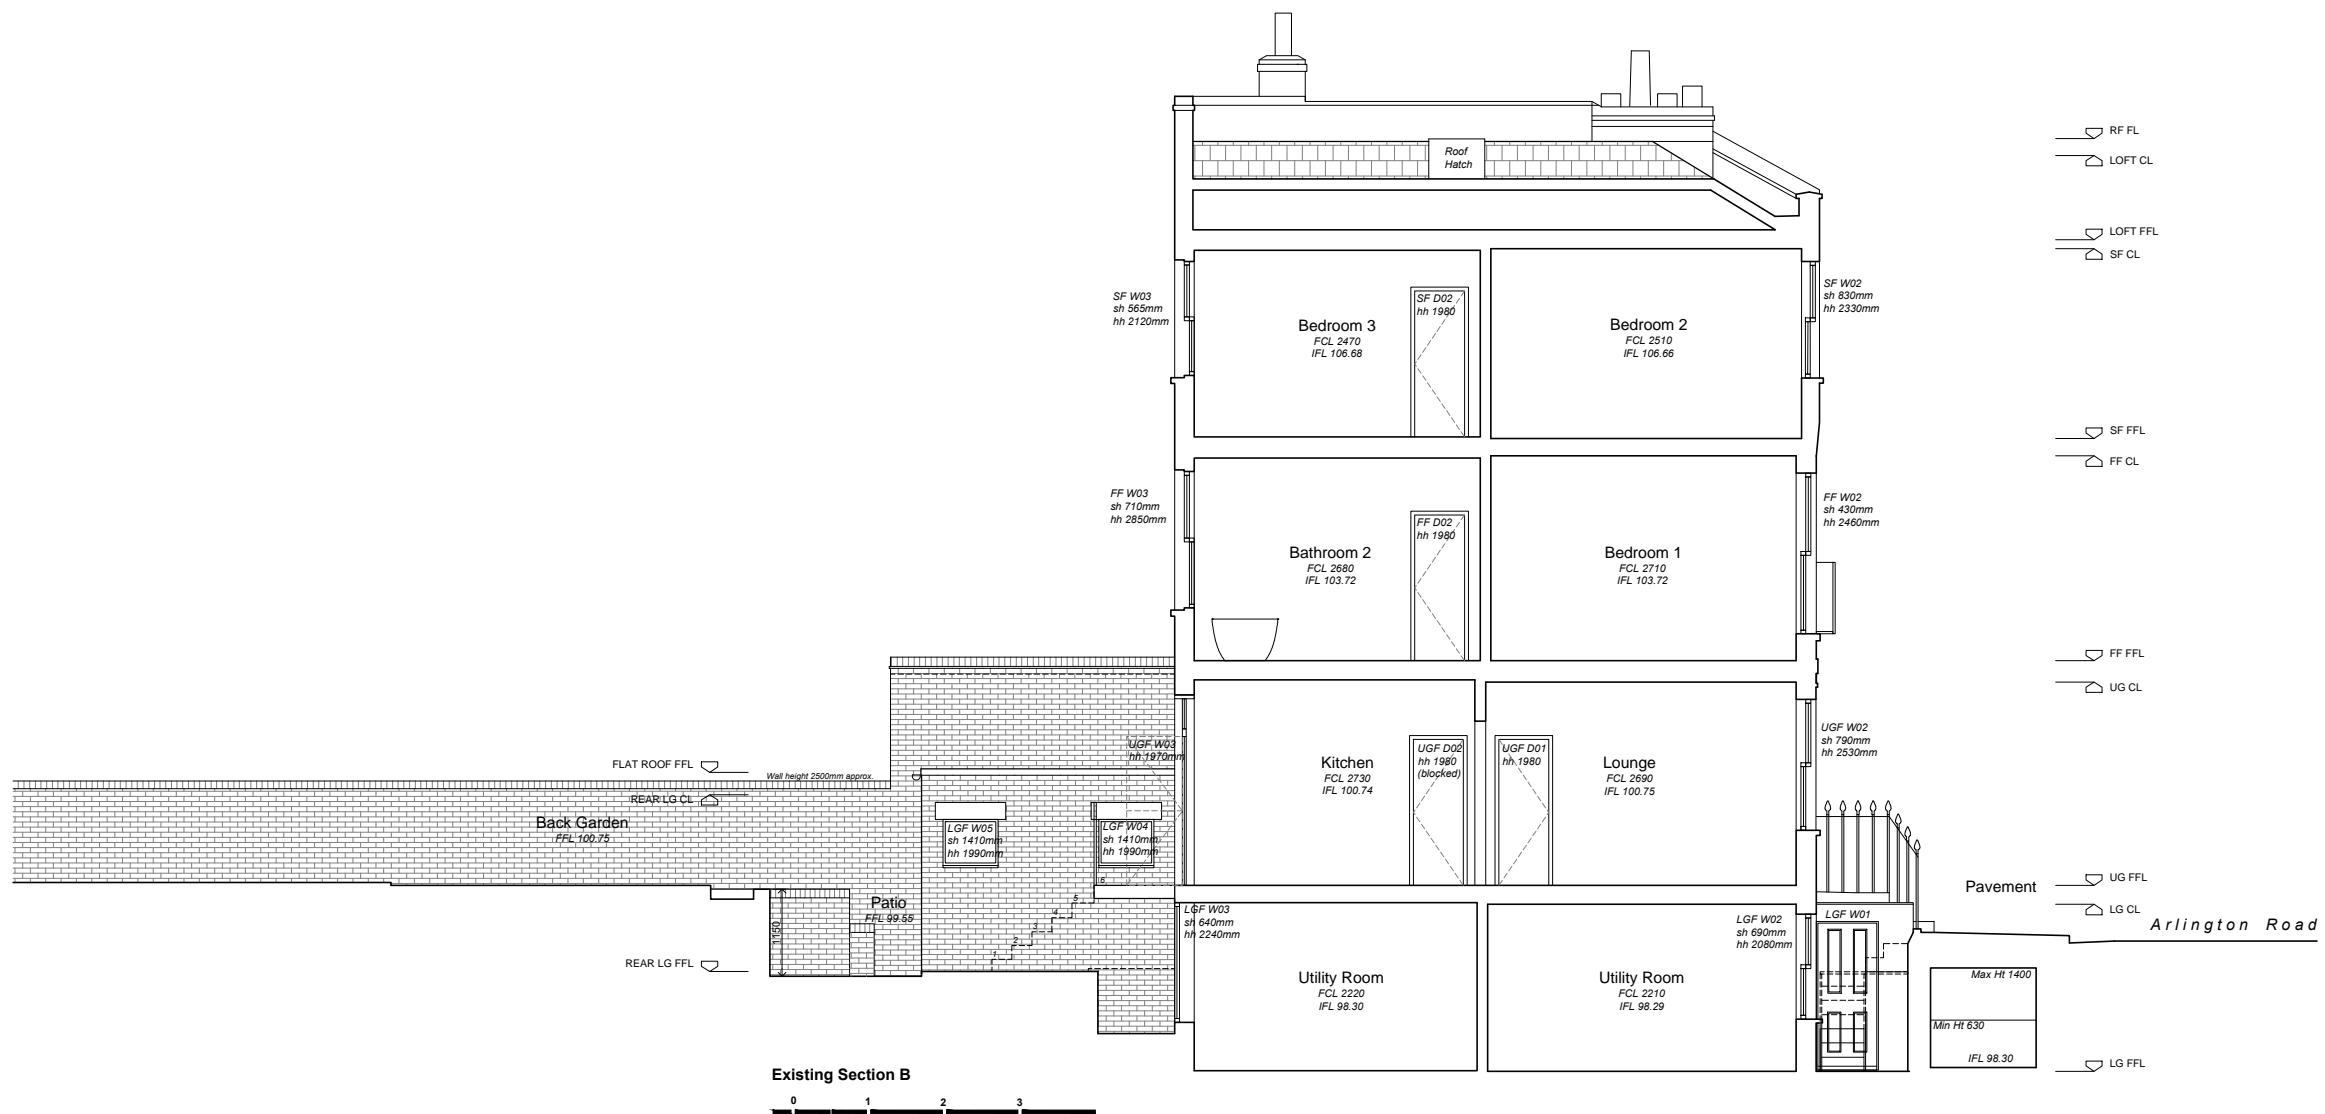 RF FL
Roof
Hatch
LOFT CL
LOFT FFL
SF CL
SF W03
sh 565mm
hh 2120mm
Bedroom 3
FCL 2470
IFL 106.68
SF D02
hh 1980
Bedroom 2
FCL 2510
IFL 106.66
SF W02
sh 830mm
hh 2330mm
SF FFL
FF CL
FF W03
sh 710mm
hh 2850mm
Bathroom 2
FCL 2680
IFL 103.72
FF D02
hh 1980
Bedroom 1
FCL 2710
IFL 103.72
FF W02
sh 430mm
hh 2460mm
FF FFL
UG CL
FLAT ROOF FFL
Wall height 2500mm approx.
REAR LG CL
Back Garden
FFL 100.75
UGF W03
hh 1970mm
Kitchen
FCL 2730
IFL 100.74
UGF D02
hh 1980
(blocked)
UGF D01
hh 1980
Lounge
FCL 2690
IFL 100.75
UGF W02
sh 790mm
hh 2530mm
LGF W05
sh 1410mm
hh 1990mm
LGF W04
sh 1410mm
hh 1990mm
UG FFL
Pavement
LG CL
Arlington Road
Patio
FFL 99.55
1150
1
2
3
4
5
6
REAR LG FFL
LGF W03
sh 640mm
hh 2240mm
Utility Room
FCL 2220
IFL 98.30
LGF W02
sh 690mm
hh 2080mm
Utility Room
FCL 2210
IFL 98.29
LGF W01
Max Ht 1400
Min Ht 630
IFL 98.30
LG FFL
Existing Section B
0 1 2 3